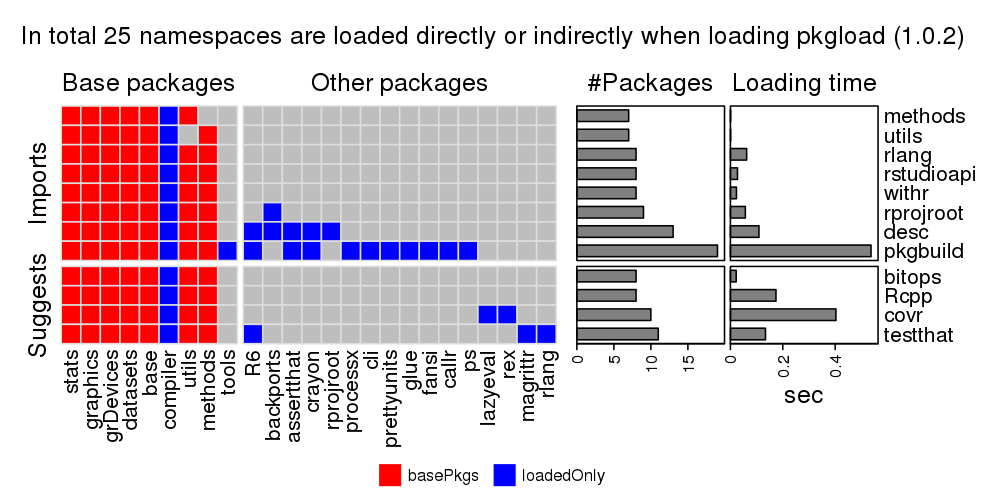 In total 25 namespaces are loaded directly or indirectly when loading pkgload (1.0.2)
Base packages
Other packages
#Packages
Loading time
Imports
Suggests
methods
utils
rlang
rstudioapi
withr
rprojroot
desc
pkgbuild
bitops
Rcpp
covr
testthat
stats
graphics
grDevices
datasets
base
compiler
utils
methods
tools
R6
backports
assertthat
crayon
rprojroot
processx
cli
prettyunits
glue
fansi
callr
ps
lazyeval
rex
magrittr
rlang
0
5
10
15
0
0.2
0.4
sec
basePkgs
loadedOnly